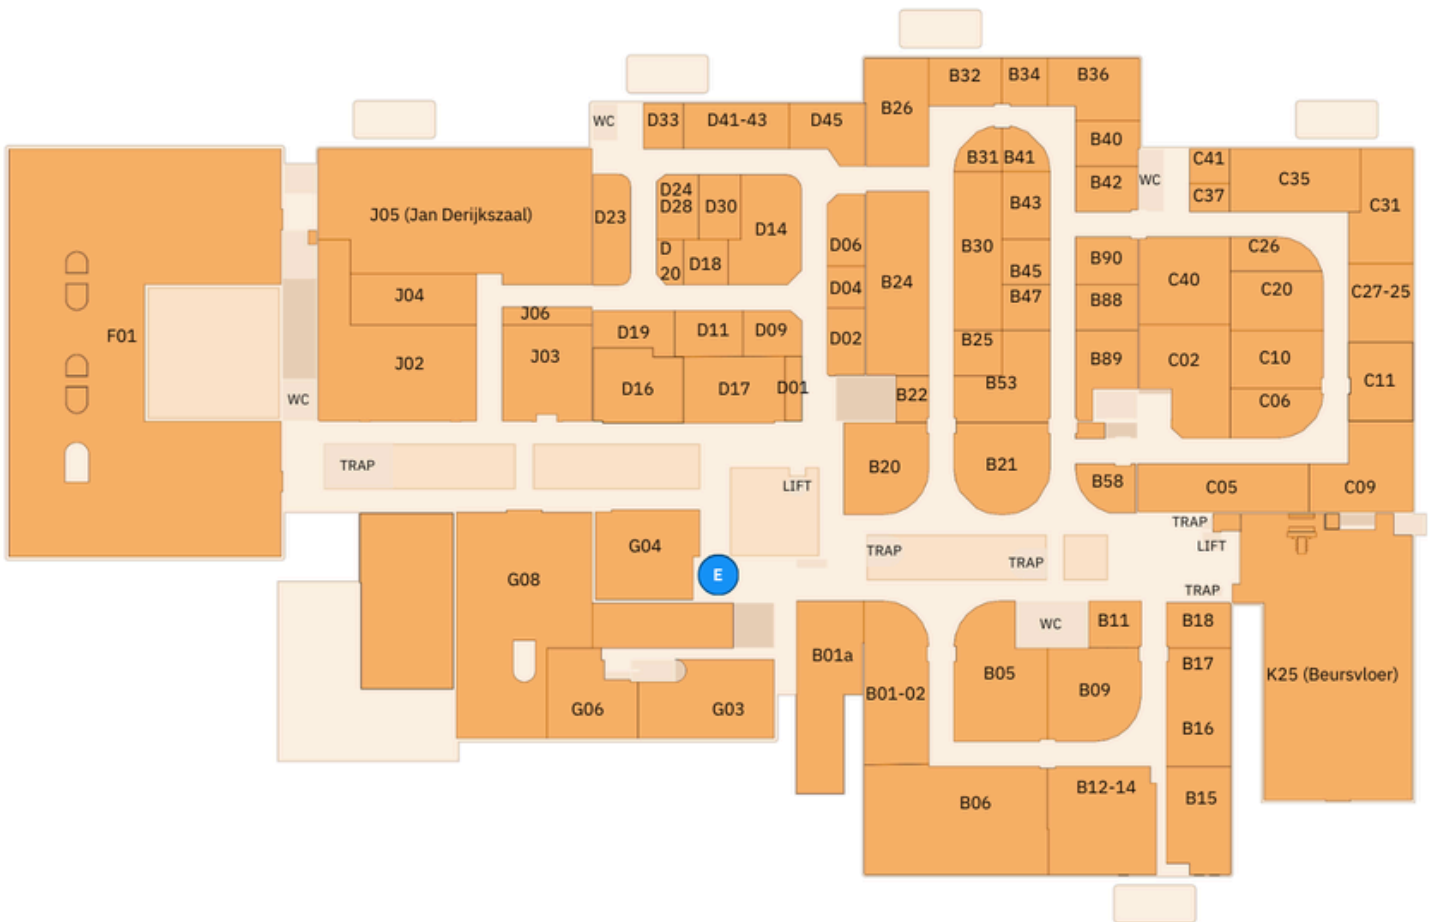 B32
B34
B36
B26
WC
D33
D41-43
D45
B40
B31
B41
C41
C35
WC
B42
C37
C31
D24
D28
D30
J05 (Jan Derijkszaal)
D23
D14
B43
D06
B30
D
20
D18
C26
B90
B45
B24
C40
C20
D04
B47
B88
C27-25
J04
J06
F01
D19
D11
D09
D02
B25
J03
J02
B89
C02
C10
C11
D16
D17
D01
B53
B22
C06
WC
TRAP
B20
B21
LIFT
B58
C05
C09
TRAP
G04
TRAP
TRAP
LIFT
E
G08
TRAP
WC
B11
B18
B01a
B17
B05
K25 (Beursvloer)
B01-02
B09
G06
G03
B16
B06
B12-14
B15